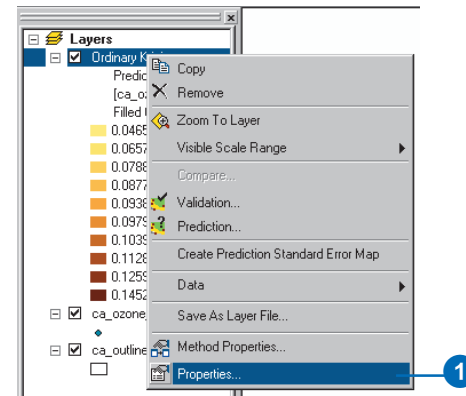 Layers
Ordinary K
Copy
Predic
Remove
[ca_o
Filled
Zoom To Layer
0.0465
Visible Scale Range
0.0657
0.0788
Compare...
0.0877
Validation...
0.0938
Prediction...
0.0979
0.1039
Create Prediction Standard Error Map
0.1128
Data
0.1259
0.1452
Save As Layer File...
ca_ozone
Method Properties...
ca_outline
Properties...
1